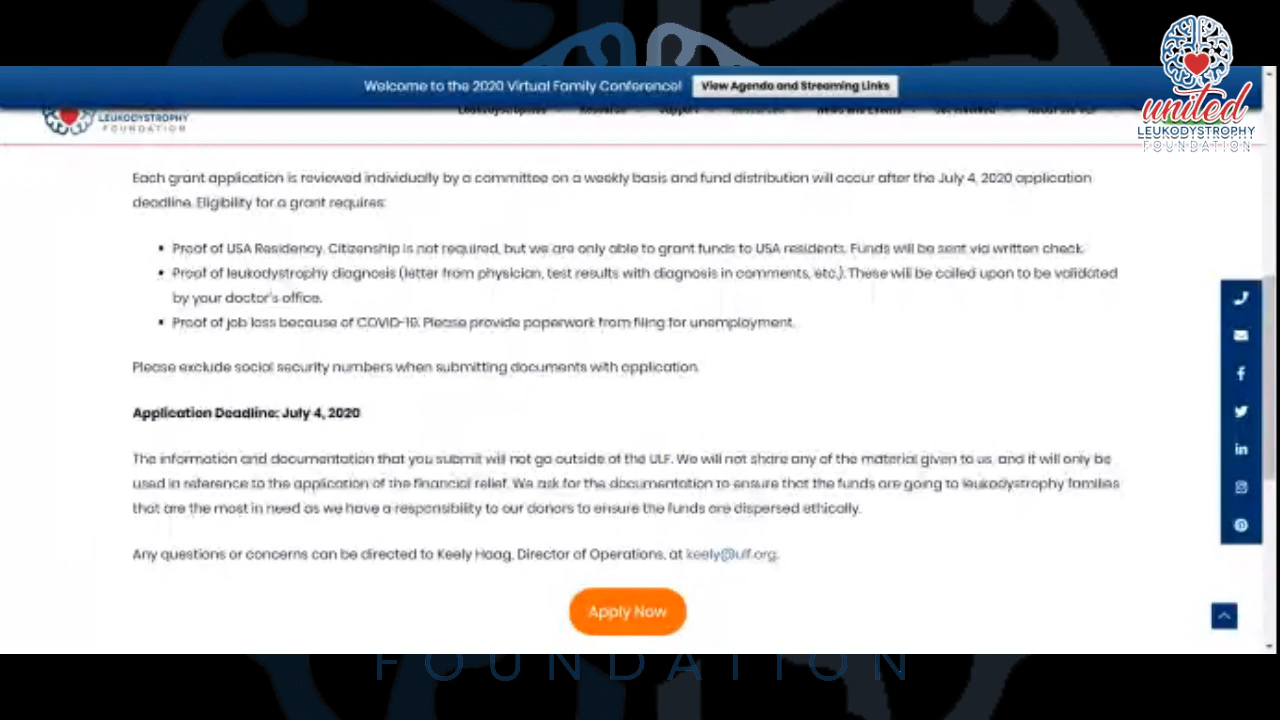 Welcome to the 2020 Virtual Family Conference! View Agenda and Streaming Links
united
LEUKODYSTROPHY
FOUNDATION
LEUKODYSTROPHY
FOUNDATION
Each grant application is reviewed individually by a committee on a weekly basis and fund distribution will occur after the July 4, 2020 application
deadline. Eligibility for a grant requires:
• Proof of USA Residency. Citizenship is not required, but we are only able to grant funds to USA residents. Funds will be sent via written check.
• Proof of leukodystrophy diagnosis (letter from physician, test results with diagnosis in comments, etc.). These will be called upon to be validated
by your doctor's office.
• Proof of job loss because of COVID-19. Please provide paperwork from filing for unemployment.
Please exclude social security numbers when submitting documents with application.
Application Deadline: July 4, 2020
The information and documentation that you submit will not go outside of the ULF. We will not share any of the material given to us, and it will only be
used in reference to the application of the financial relief. We ask for the documentation to ensure that the funds are going to leukodystrophy families
that are the most in need as we have a responsibility to our donors to ensure the funds are dispersed ethically.
Any questions or concerns can be directed to Keely Haag, Director of Operations, at keely@ulf.org.
Apply Now
FOUNDATION